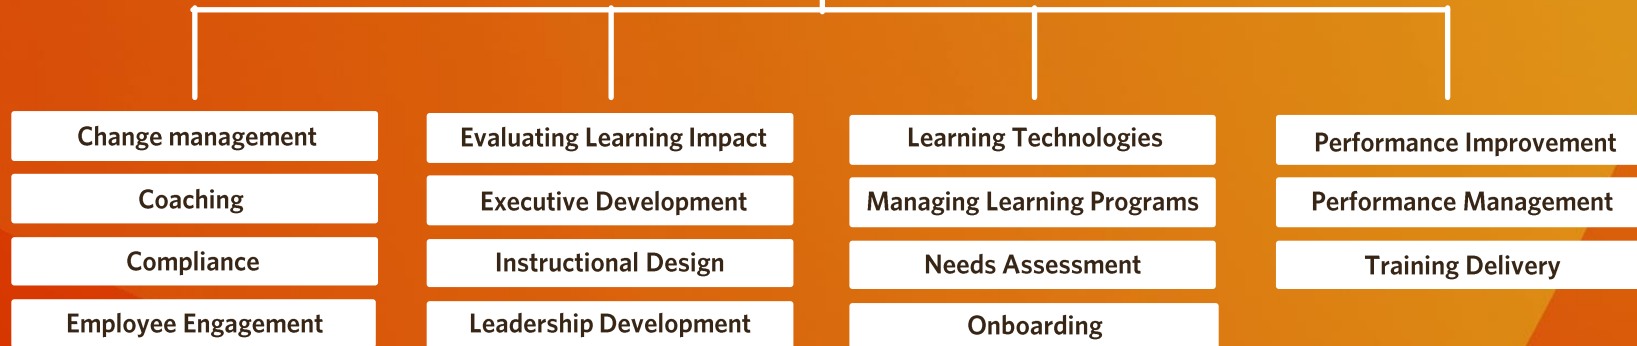 Change management
Coaching
Compliance
Employee Engagement
Evaluating Learning Impact
Executive Development
Instructional Design
Leadership Development
Learning Technologies
Managing Learning Programs
Needs Assessment
Onboarding
Performance Improvement
Performance Management
Training Delivery